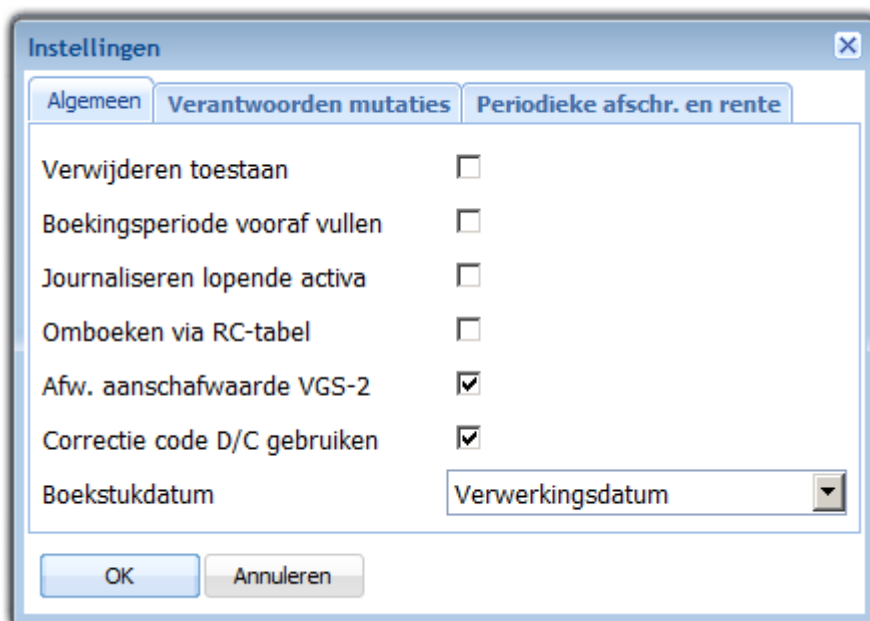 Instellingen
Algemeen Verantwoorden mutaties Periodieke afschr. en rente
Verwijderen toestaan
Boekingsperiode vooraf vullen
Journaliseren lopende activa
Omboeken via RC-tabel
Afw. aanschafwaarde VGS-2
Correctie code D/C gebruiken
Boekstukdatum Verwerkingsdatum
OK Annuleren